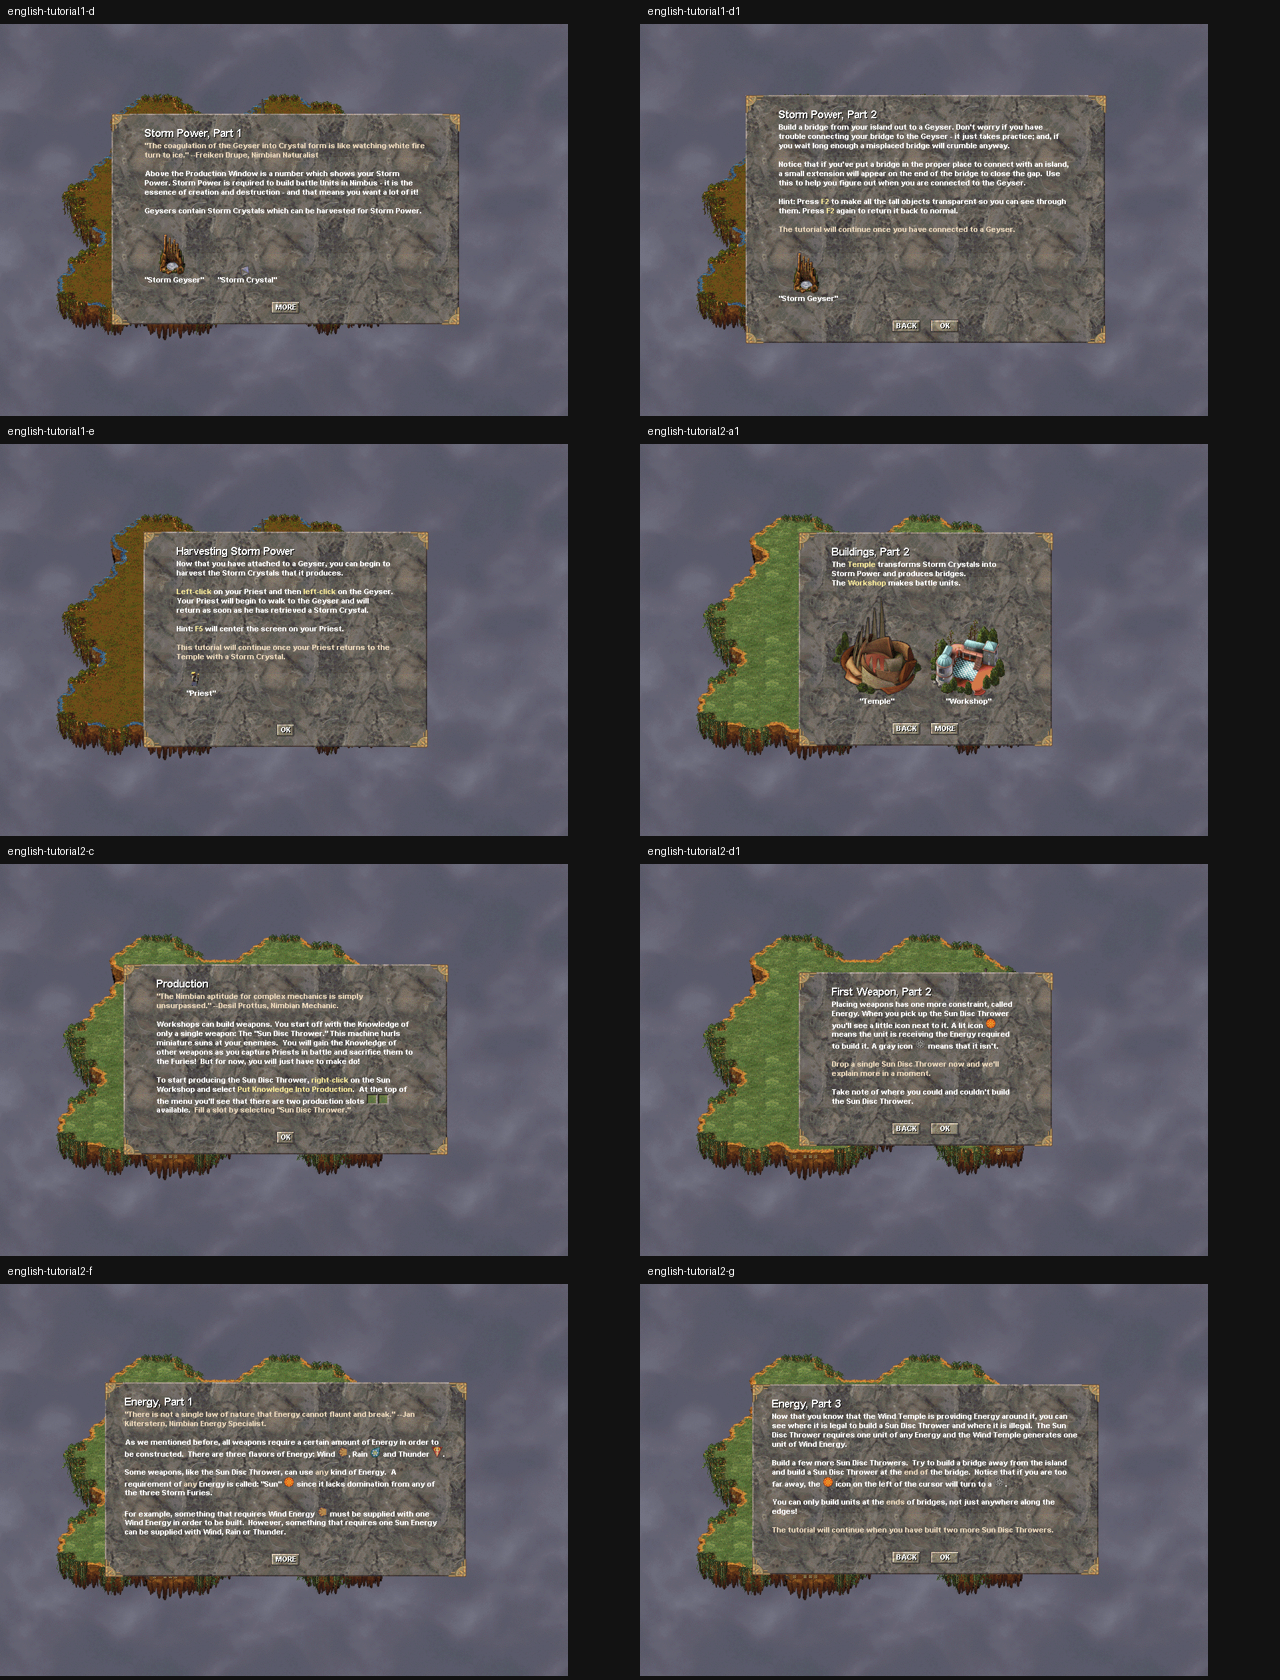 english-tutorial1-d
Storm Power, Part 1
"The coagulation of the Geyser into Crystal form is like watching white fire
turn to ice." --Freiken Drupe, Nimbian Naturalist
Above the Production Window is a number which shows your Storm
Power. Storm Power is required to build battle Units in Nimbus - it is the
essence of creation and destruction - and that means you want a lot of it!
Geysers contain Storm Crystals which can be harvested for Storm Power.
"Storm Geyser" "Storm Crystal"
MORE
english-tutorial1-d1
Storm Power, Part 2
Build a bridge from your island out to a Geyser. Don't worry if you have
trouble connecting your bridge to the Geyser - it just takes practice; and, if
you wait long enough a misplaced bridge will crumble anyway.
Notice that if you've put a bridge in the proper place to connect with an island,
a small extension will appear on the end of the bridge to close the gap. Use
this to help you figure out when you are connected to the Geyser.
Hint: Press F2 to make all the tall objects transparent so you can see through
them. Press F2 again to return it back to normal.
The tutorial will continue once you have connected to a Geyser.
"Storm Geyser"
BACK OK
english-tutorial1-e
Harvesting Storm Power
Now that you have attached to a Geyser, you can begin to
harvest the Storm Crystals that it produces.
Left-click on your Priest and then left-click on the Geyser.
Your Priest will begin to walk to the Geyser and will
return as soon as he has retrieved a Storm Crystal.
Hint: F5 will center the screen on your Priest.
This tutorial will continue once your Priest returns to the
Temple with a Storm Crystal.
"Priest"
OK
english-tutorial2-a1
Buildings, Part 2
The Temple transforms Storm Crystals into
Storm Power and produces bridges.
The Workshop makes battle units.
"Temple" "Workshop"
BACK MORE
english-tutorial2-c
Production
"The Nimbian aptitude for complex mechanics is simply
unsurpassed." --Desil Prottus, Nimbian Mechanic.
Workshops can build weapons. You start off with the Knowledge of
only a single weapon: The "Sun Disc Thrower." This machine hurls
miniature suns at your enemies. You will gain the Knowledge of
other weapons as you capture Priests in battle and sacrifice them to
the Furies! But for now, you will just have to make do!
To start producing the Sun Disc Thrower, right-click on the Sun
Workshop and select Put Knowledge Into Production. At the top of
the menu you'll see that there are two production slots
available. Fill a slot by selecting "Sun Disc Thrower."
OK
english-tutorial2-d1
First Weapon, Part 2
Placing weapons has one more constraint, called
Energy. When you pick up the Sun Disc Thrower
you'll see a little icon next to it. A lit icon
means the unit is receiving the Energy required
to build it. A gray icon means that it isn't.
Drop a single Sun Disc Thrower now and we'll
explain more in a moment.
Take note of where you could and couldn't build
the Sun Disc Thrower.
BACK OK
english-tutorial2-f
Energy, Part 1
"There is not a single law of nature that Energy cannot flaunt and break." --Jan
Kilterstern, Nimbian Energy Specialist.
As we mentioned before, all weapons require a certain amount of Energy in order to
be constructed. There are three flavors of Energy: Wind , Rain and Thunder .
Some weapons, like the Sun Disc Thrower, can use any kind of Energy. A
requirement of any Energy is called: "Sun" since it lacks domination from any of
the three Storm Furies.
For example, something that requires Wind Energy must be supplied with one
Wind Energy in order to be built. However, something that requires one Sun Energy
can be supplied with Wind, Rain or Thunder.
MORE
english-tutorial2-g
Energy, Part 3
Now that you know that the Wind Temple is providing Energy around it, you can
see where it is legal to build a Sun Disc Thrower and where it is illegal. The Sun
Disc Thrower requires one unit of any Energy and the Wind Temple generates one
unit of Wind Energy.
Build a few more Sun Disc Throwers. Try to build a bridge away from the island
and build a Sun Disc Thrower at the end of the bridge. Notice that if you are too
far away, the icon on the left of the cursor will turn to a .
You can only build units at the ends of bridges, not just anywhere along the
edges!
The tutorial will continue when you have built two more Sun Disc Throwers.
BACK OK